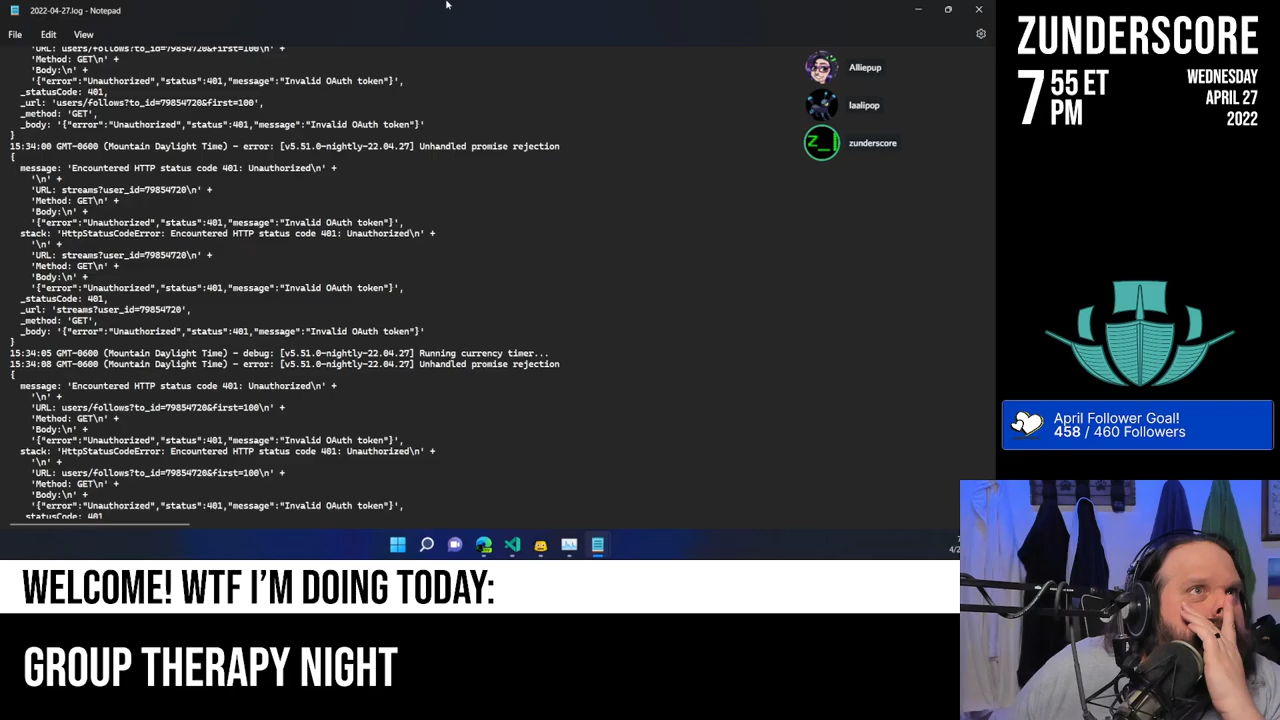 2022-04-27.log - Notepad
File Edit View
'URL: users/follows?to_id=79854720&first=100\n' +
'Method: GET\n' +
'Body:\n' +
'{"error":"Unauthorized","status":401,"message":"Invalid OAuth token"}',
_statusCode: 401,
_url: 'users/follows?to_id=79854720&first=100',
_method: 'GET',
_body: '{"error":"Unauthorized","status":401,"message":"Invalid OAuth token"}'
}
15:34:00 GMT-0600 (Mountain Daylight Time) - error: [v5.51.0-nightly-22.04.27] Unhandled promise rejection
{
message: 'Encountered HTTP status code 401: Unauthorized\n' +
'\n' +
'URL: streams?user_id=79854720\n' +
'Method: GET\n' +
'Body:\n' +
'{"error":"Unauthorized","status":401,"message":"Invalid OAuth token"}',
stack: 'HttpStatusCodeError: Encountered HTTP status code 401: Unauthorized\n' +
'\n' +
'URL: streams?user_id=79854720\n' +
'Method: GET\n' +
'Body:\n' +
'{"error":"Unauthorized","status":401,"message":"Invalid OAuth token"}',
_statusCode: 401,
_url: 'streams?user_id=79854720',
_method: 'GET',
_body: '{"error":"Unauthorized","status":401,"message":"Invalid OAuth token"}'
}
15:34:05 GMT-0600 (Mountain Daylight Time) - debug: [v5.51.0-nightly-22.04.27] Running currency timer...
15:34:08 GMT-0600 (Mountain Daylight Time) - error: [v5.51.0-nightly-22.04.27] Unhandled promise rejection
{
message: 'Encountered HTTP status code 401: Unauthorized\n' +
'\n' +
'URL: users/follows?to_id=79854720&first=100\n' +
'Method: GET\n' +
'Body:\n' +
'{"error":"Unauthorized","status":401,"message":"Invalid OAuth token"}',
stack: 'HttpStatusCodeError: Encountered HTTP status code 401: Unauthorized\n' +
'\n' +
'URL: users/follows?to_id=79854720&first=100\n' +
'Method: GET\n' +
'Body:\n' +
'{"error":"Unauthorized","status":401,"message":"Invalid OAuth token"}',
_statusCode: 401
Alliepup
laalipop
z_
zunderscore
ZUNDERSCORE
7 55 ET
PM
WEDNESDAY
APRIL 27
2022
April Follower Goal!
458 / 460 Followers
WELCOME! WTF I'M DOING TODAY:
GROUP THERAPY NIGHT